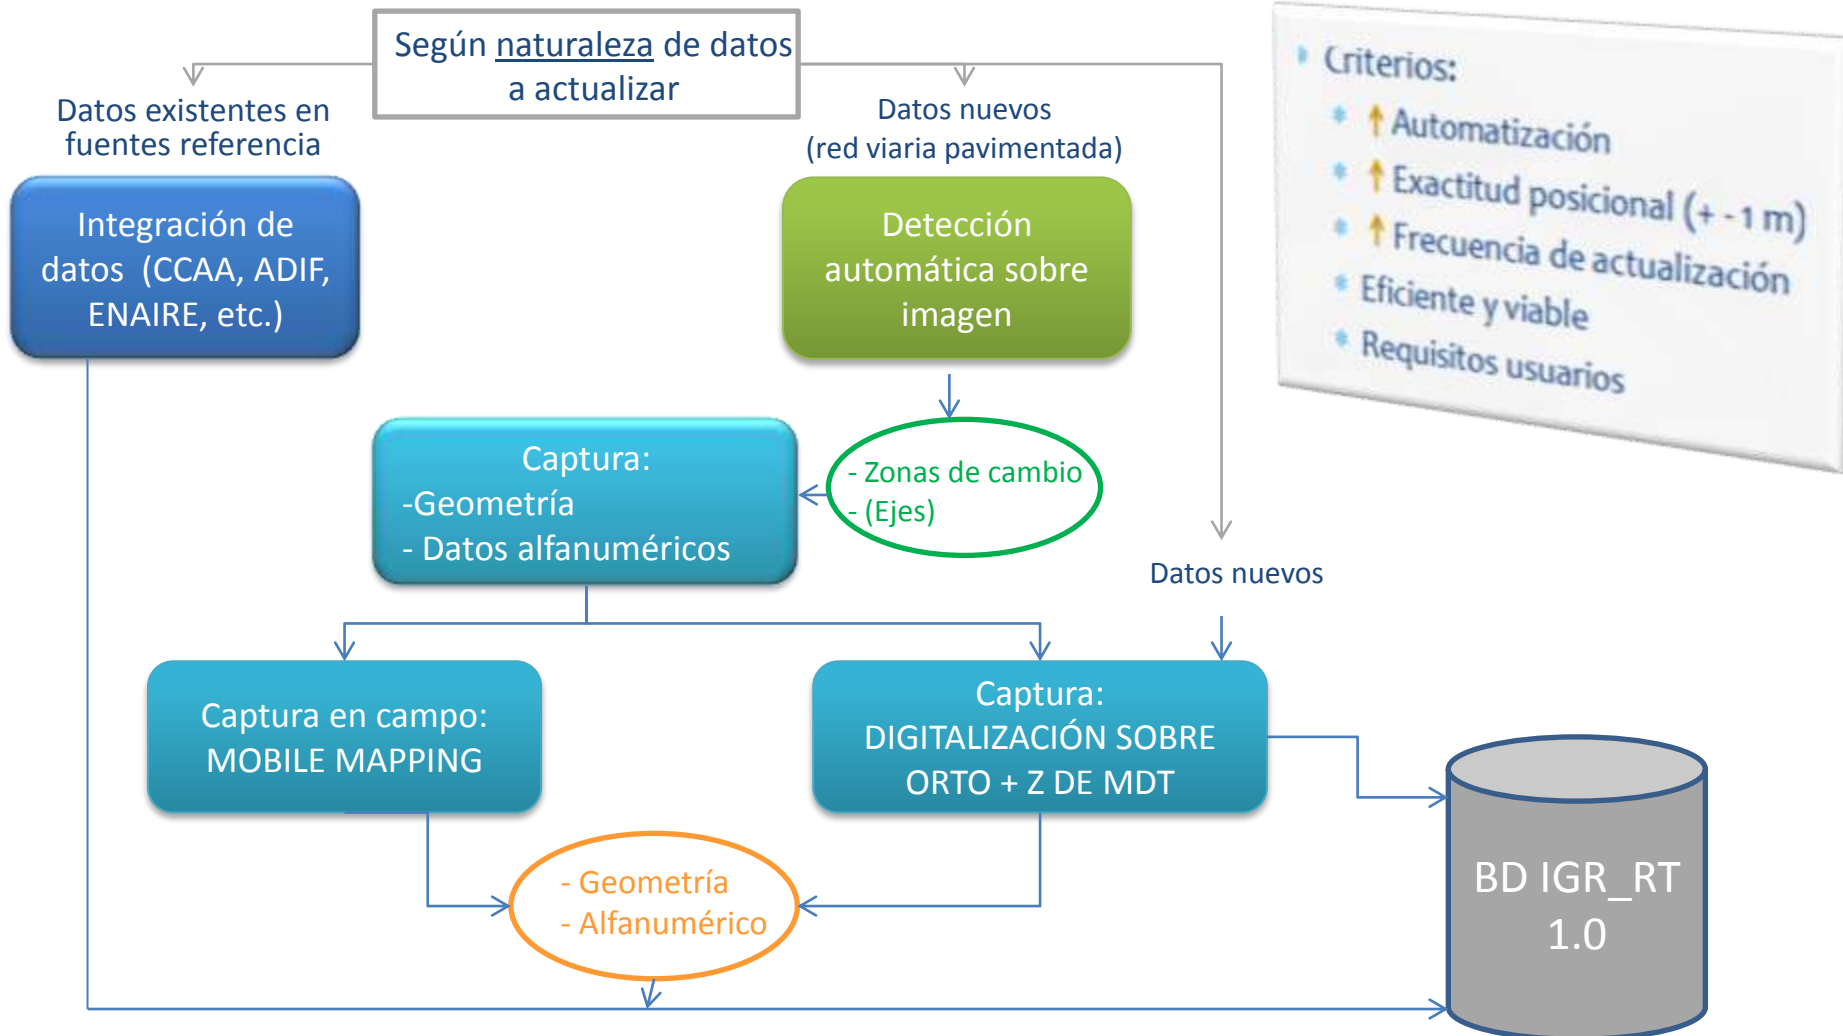 Según naturaleza de datos
a actualizar
Datos existentes en
fuentes referencia
Datos nuevos
(red viaria pavimentada)
Criterios:
↑ Automatización
↑ Exactitud posicional (+ - 1 m)
↑ Frecuencia de actualización
Eficiente y viable
Requisitos usuarios
Integración de
datos (CCAA, ADIF,
ENAIRE, etc.)
Detección
automática sobre
imagen
Captura:
-Geometría
- Datos alfanuméricos
- Zonas de cambio
- (Ejes)
Datos nuevos
Captura en campo:
MOBILE MAPPING
Captura:
DIGITALIZACIÓN SOBRE
ORTO + Z DE MDT
- Geometría
- Alfanumérico
BD IGR_RT
1.0